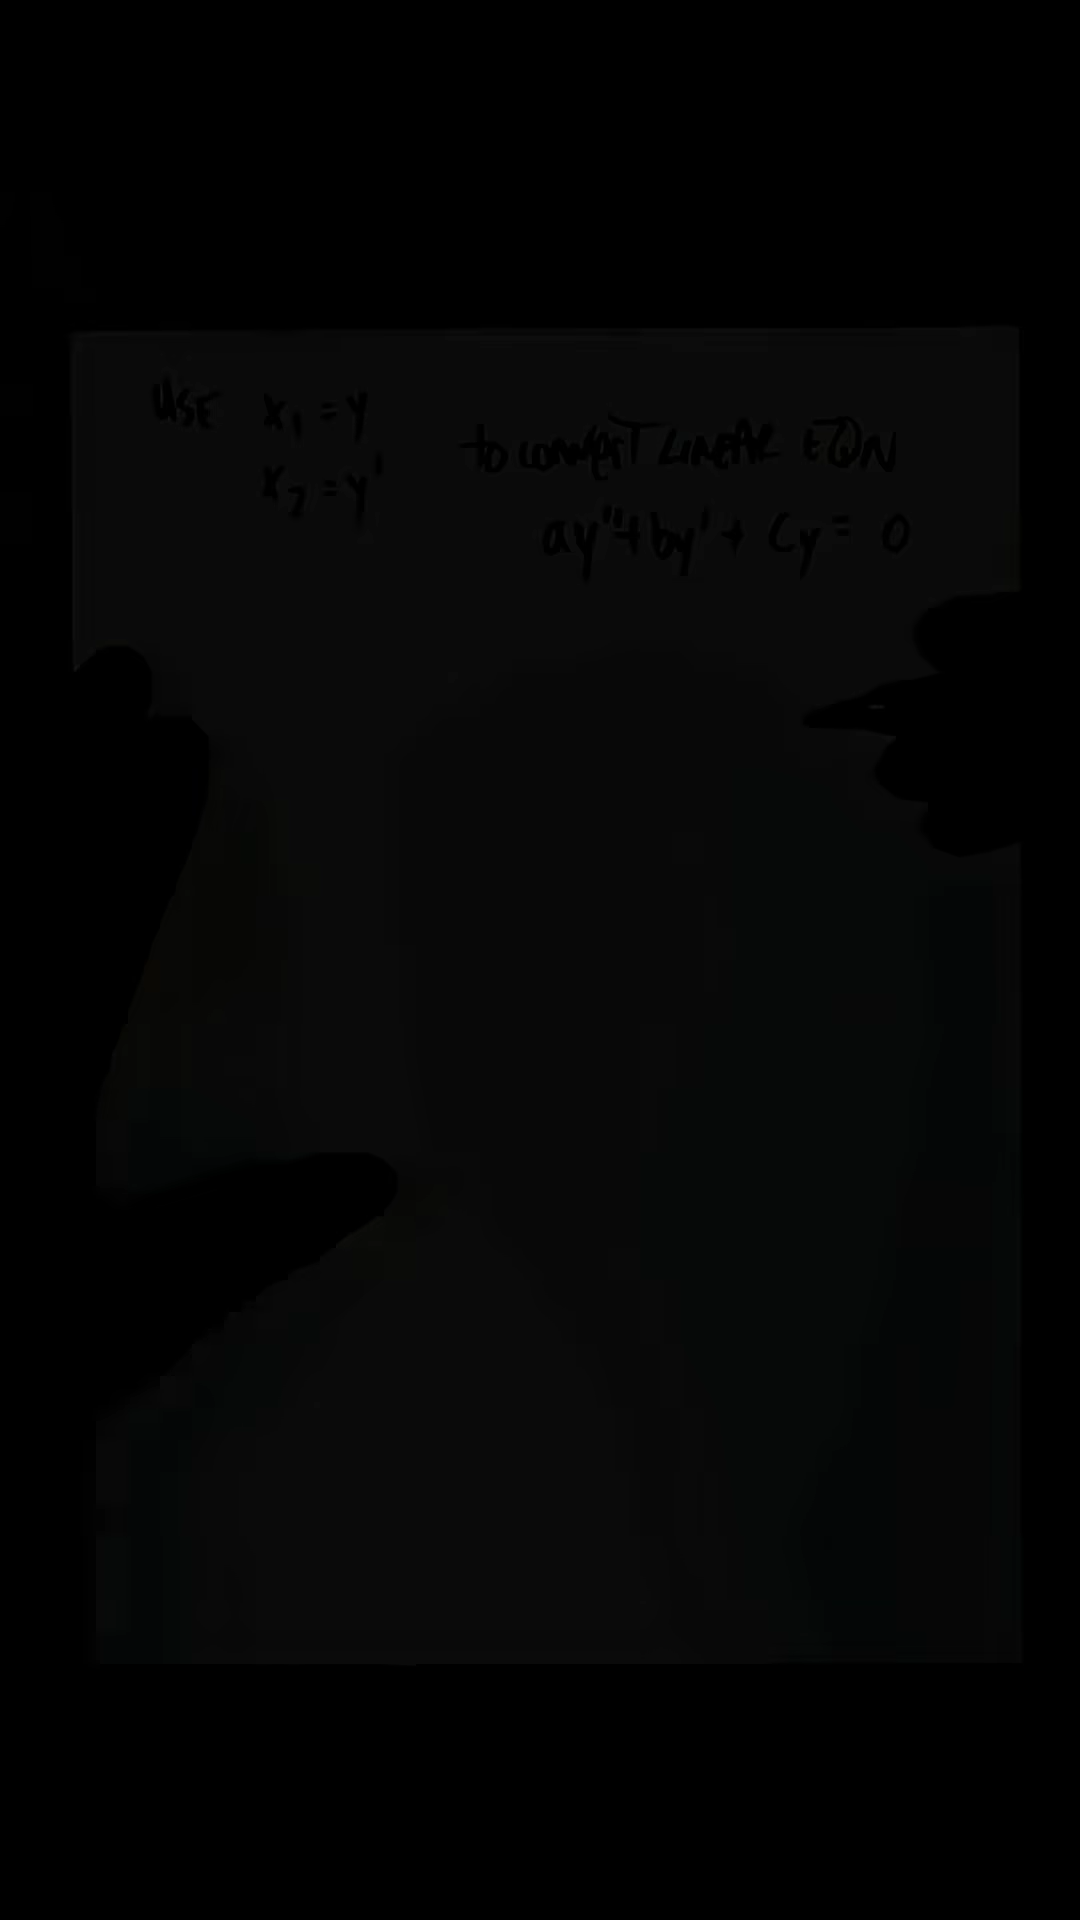 USE x₁ = y
x₂ = y'
to convert LINEAR EQN
ay'' + by' + Cy = 0